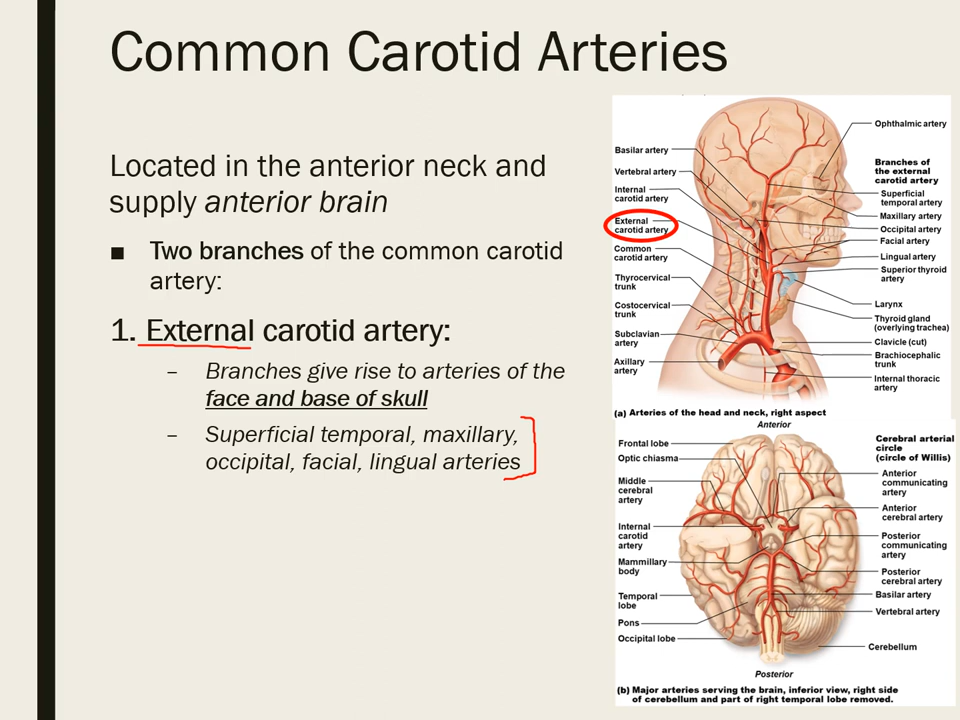 Common Carotid Arteries
Located in the anterior neck and
supply anterior brain
■ Two branches of the common carotid
artery:
1. External carotid artery:
– Branches give rise to arteries of the
face and base of skull
– Superficial temporal, maxillary,
occipital, facial, lingual arteries
Basilar artery
Vertebral artery
Internal
carotid artery
External
carotid artery
Common
carotid artery
Thyrocervical
trunk
Costocervical
trunk
Subclavian
artery
Axillary
artery
Ophthalmic artery
Branches of
the external
carotid artery
Superficial
temporal artery
Maxillary artery
Occipital artery
Facial artery
Lingual artery
Superior thyroid
artery
Larynx
Thyroid gland
(overlying trachea)
Clavicle (cut)
Brachiocephalic
trunk
Internal thoracic
artery
(a) Arteries of the head and neck, right aspect
Anterior
Frontal lobe
Optic chiasma
Middle
cerebral
artery
Internal
carotid
artery
Mammillary
body
Temporal
lobe
Pons
Occipital lobe
Cerebral arterial
circle
(circle of Willis)
Anterior
communicating
artery
Anterior
cerebral artery
Posterior
communicating
artery
Posterior
cerebral artery
Basilar artery
Vertebral artery
Cerebellum
Posterior
(b) Major arteries serving the brain, inferior view, right side
of cerebellum and part of right temporal lobe removed.